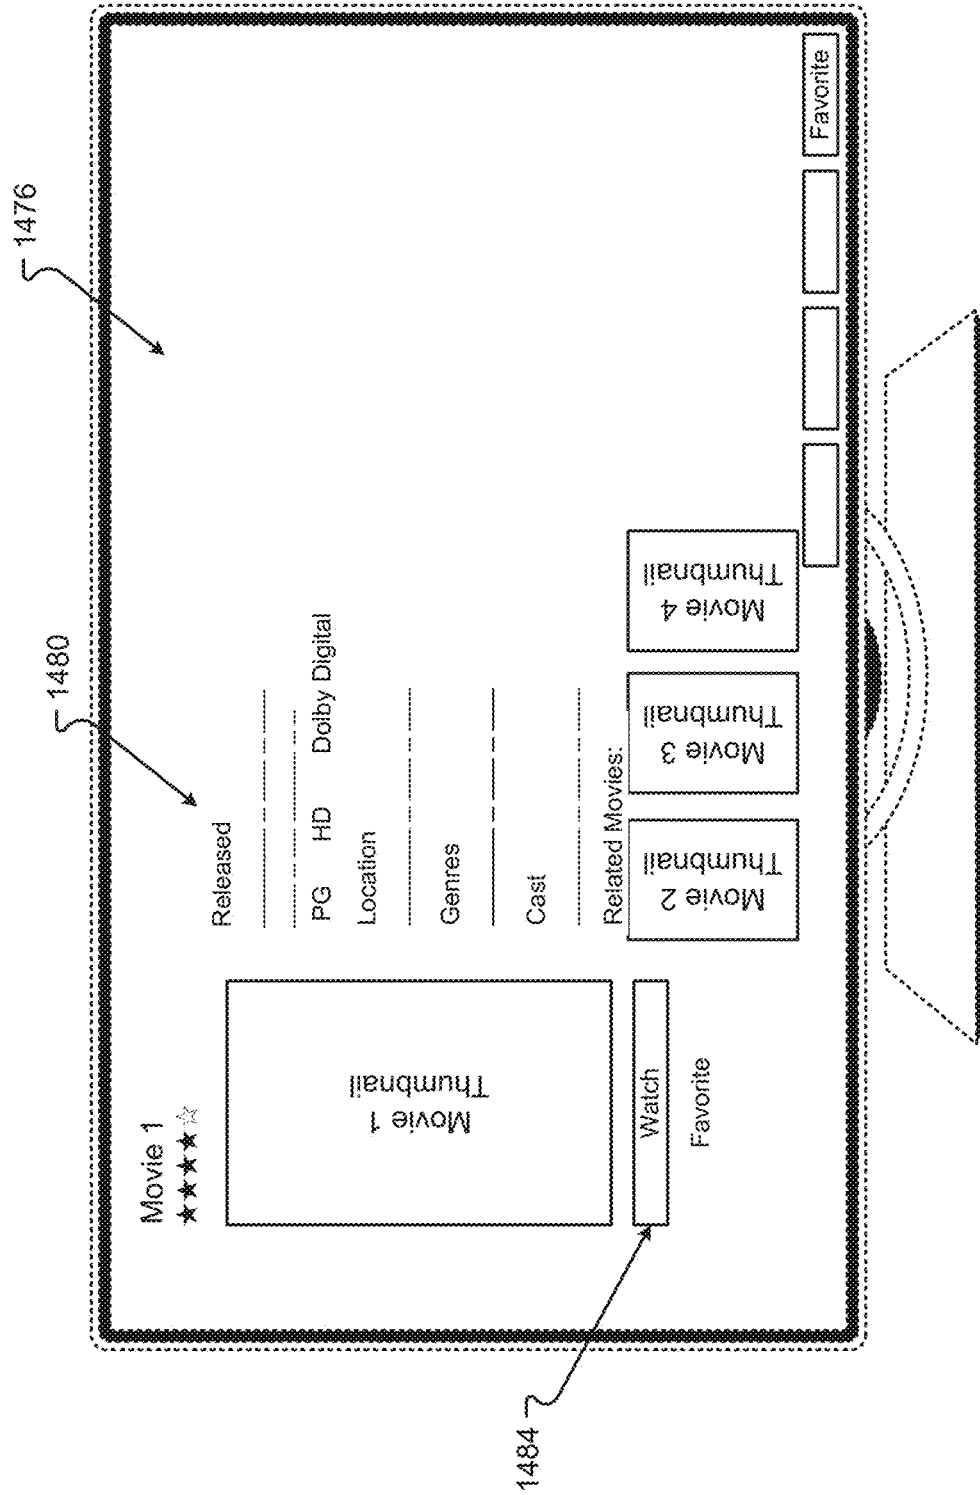 1476
1480
Movie 1
★★★★☆
Released
PG HD Dolby Digital
Location
Genres
Cast
Related Movies:
Movie 1
Thumbnail
Movie 2
Thumbnail
Movie 3
Thumbnail
Movie 4
Thumbnail
Watch
Favorite
Favorite
1484